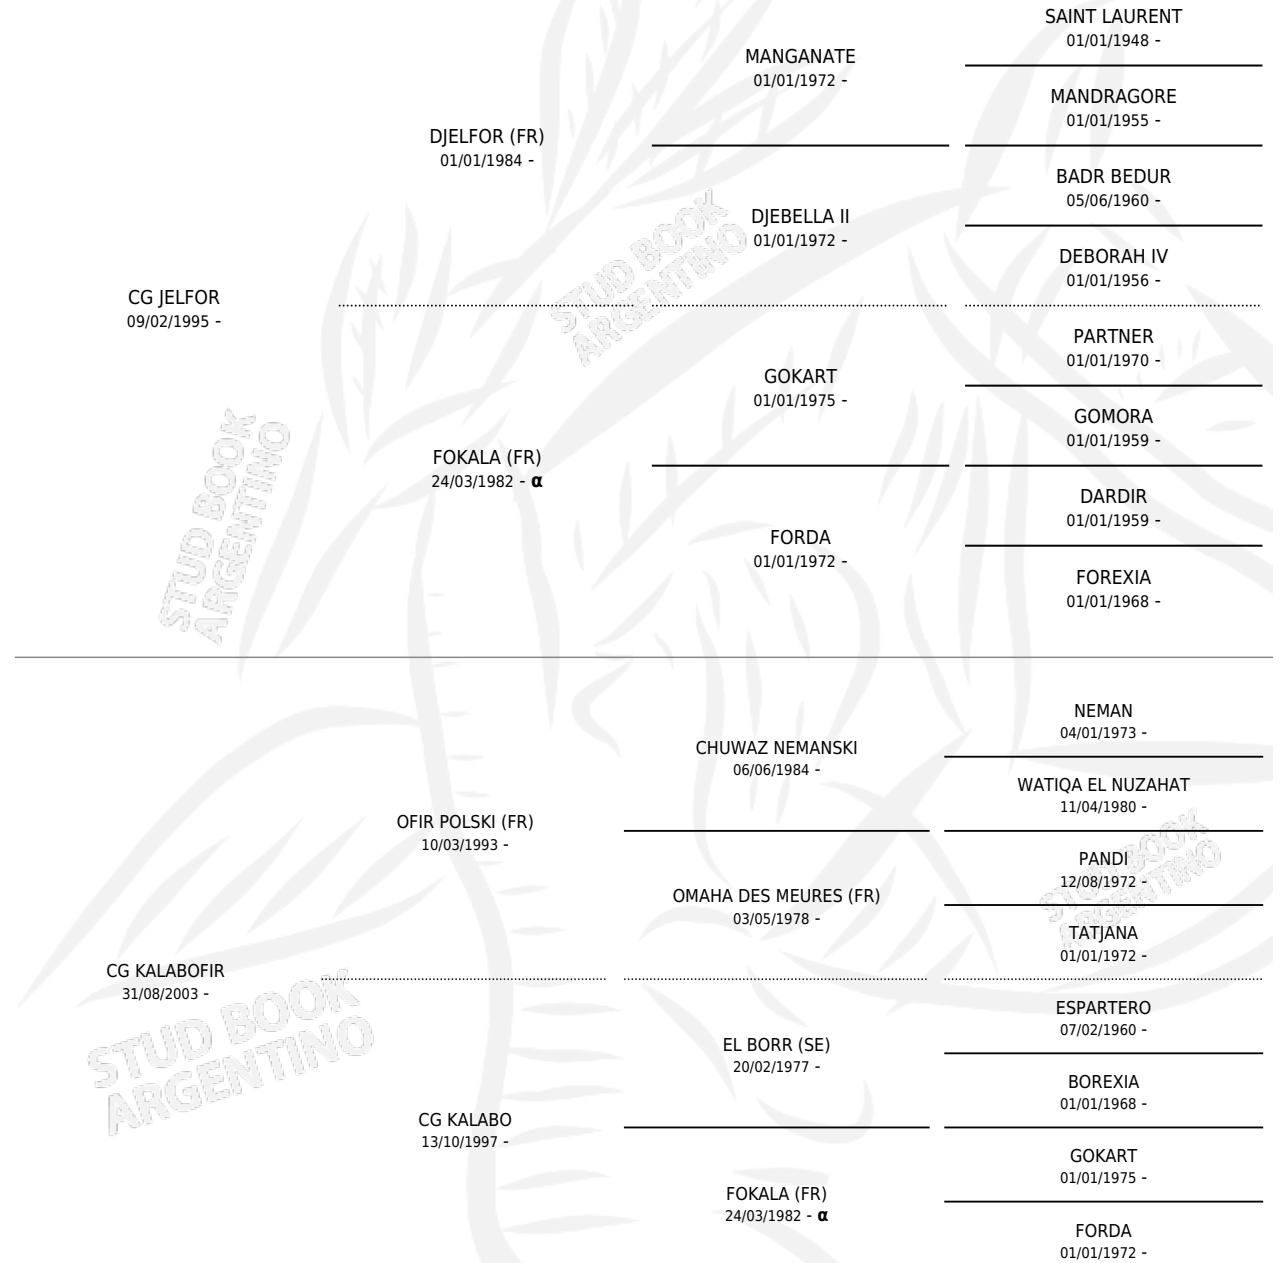 SAINT LAURENT
01/01/1948 -
MANGANATE
01/01/1972 -
MANDRAGORE
01/01/1955 -
DJELFOR (FR)
01/01/1984 -
BADR BEDUR
05/06/1960 -
DJEBELLA II
01/01/1972 -
DEBORAH IV
01/01/1956 -
CG JELFOR
09/02/1995 -
PARTNER
01/01/1970 -
GOKART
01/01/1975 -
GOMORA
01/01/1959 -
FOKALA (FR)
24/03/1982 - α
DARDIR
01/01/1959 -
FORDA
01/01/1972 -
FOREXIA
01/01/1968 -
NEMAN
04/01/1973 -
CHUWAZ NEMANSKI
06/06/1984 -
WATIQA EL NUZAHAT
11/04/1980 -
OFIR POLSKI (FR)
10/03/1993 -
PANDI
12/08/1972 -
OMAHA DES MEURES (FR)
03/05/1978 -
TATJANA
01/01/1972 -
CG KALABOFIR
31/08/2003 -
ESPARTERO
07/02/1960 -
EL BORR (SE)
20/02/1977 -
BOREXIA
01/01/1968 -
CG KALABO
13/10/1997 -
GOKART
01/01/1975 -
FOKALA (FR)
24/03/1982 - α
FORDA
01/01/1972 -
STUD BOOK
ARGENTINO
STUD BOOK
ARGENTINO
STUD BOOK
ARGENTINO
STUD BOOK
ARGENTINO